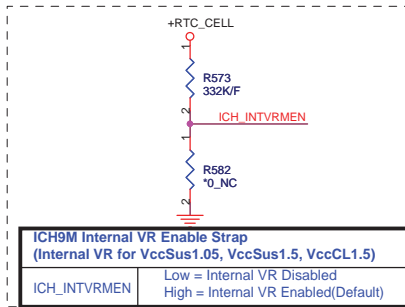 +RTC_CELL
1
R573
332K/F
2
ICH_INTVRMEN
1
R582
*0_NC
2
ICH9M Internal VR Enable Strap
(Internal VR for VccSus1.05, VccSus1.5, VccCL1.5)
ICH_INTVRMEN
Low = Internal VR Disabled
High = Internal VR Enabled(Default)